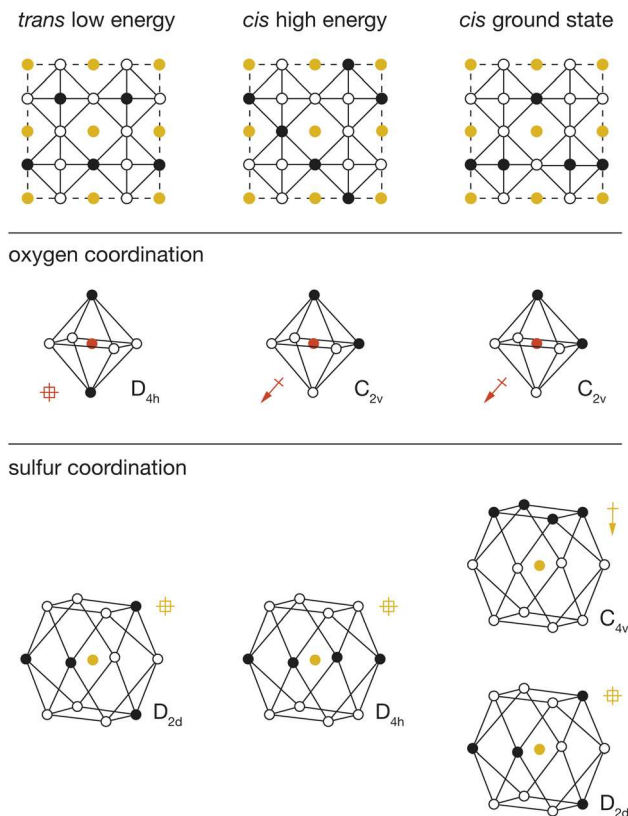 trans low energy
cis high energy
cis ground state
oxygen coordination
D4h
C2v
C2v
sulfur coordination
C4v
D2d
D4h
D2d